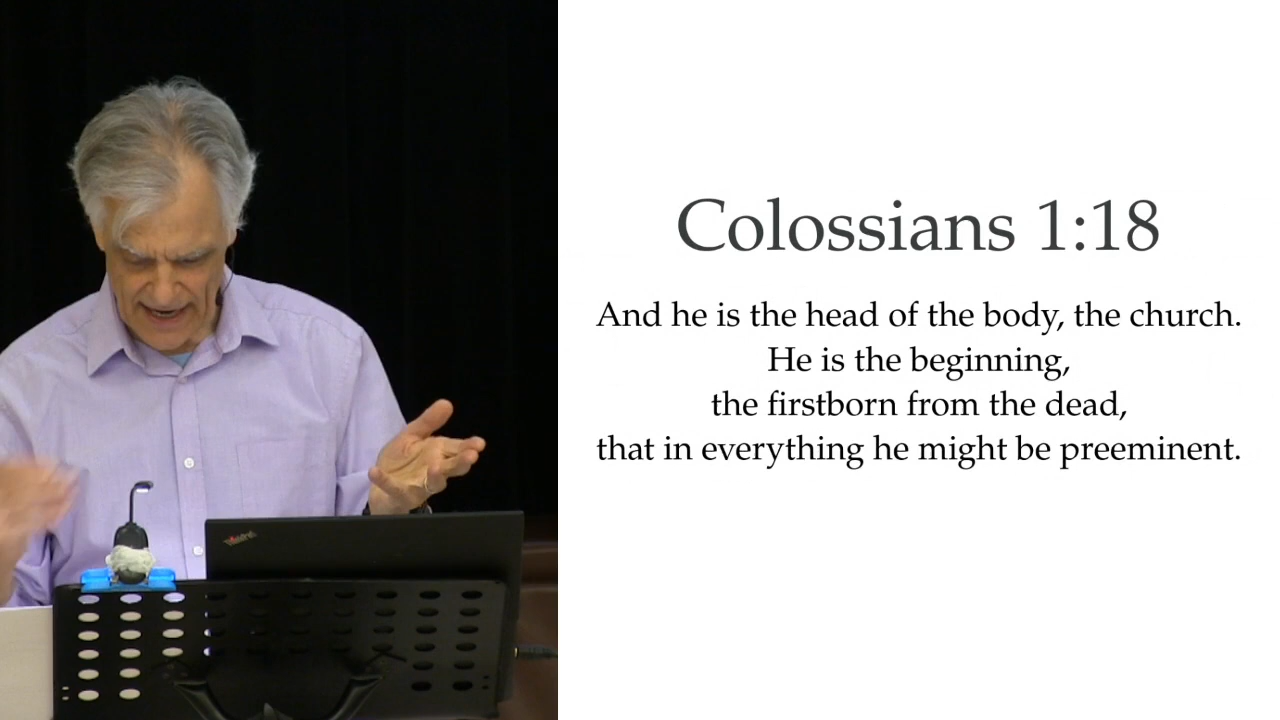 Colossians 1:18
And he is the head of the body, the church.
He is the beginning,
the firstborn from the dead,
that in everything he might be preeminent.